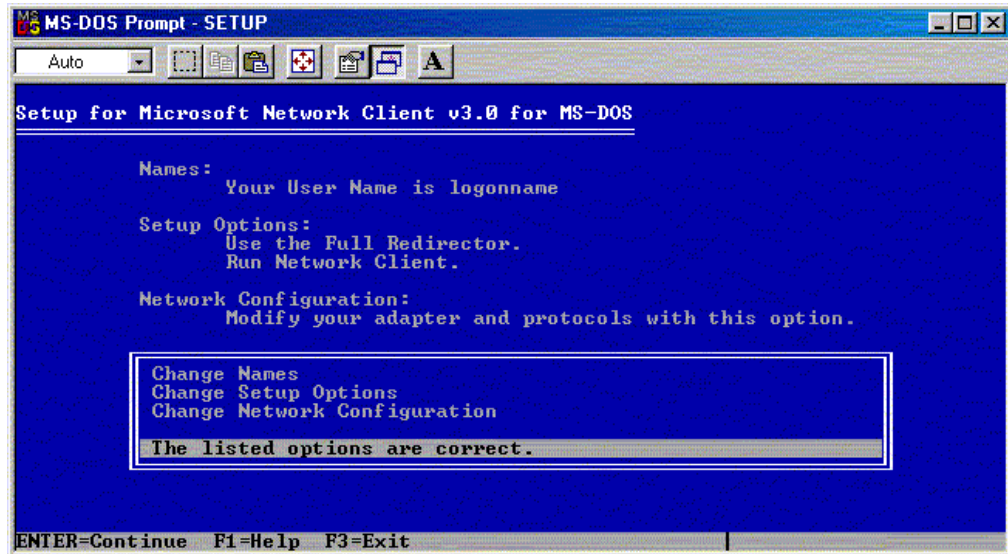 MS-DOS Prompt - SETUP
Auto
A
Setup for Microsoft Network Client v3.0 for MS-DOS
Names:
Your User Name is logonname
Setup Options:
Use the Full Redirector.
Run Network Client.
Network Configuration:
Modify your adapter and protocols with this option.
Change Names
Change Setup Options
Change Network Configuration
The listed options are correct.
ENTER=Continue F1=Help F3=Exit